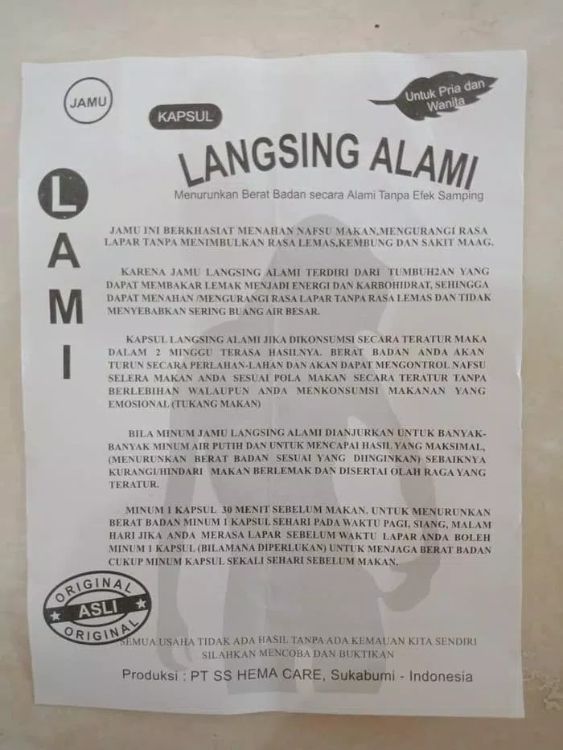 JAMU
KAPSUL
Untuk Pria dan
Wanita
LANGSING ALAMI
Menurunkan Berat Badan secara Alami Tanpa Efek Samping
LAMI
JAMU INI BERKHASIAT MENAHAN NAFSU MAKAN,MENGURANGI RASA
LAPAR TANPA MENIMBULKAN RASA LEMAS,KEMBUNG DAN SAKIT MAAG.
KARENA JAMU LANGSING ALAMI TERDIRI DARI TUMBUH2AN YANG
DAPAT MEMBAKAR LEMAK MENJADI ENERGI DAN KARBOHIDRAT, SEHINGGA
DAPAT MENAHAN /MENGURANGI RASA LAPAR TANPA RASA LEMAS DAN TIDAK
MENYEBABKAN SERING BUANG AIR BESAR.
KAPSUL LANGSING ALAMI JIKA DIKONSUMSI SECARA TERATUR MAKA
DALAM 2 MINGGU TERASA HASILNYA. BERAT BADAN ANDA AKAN
TURUN SECARA PERLAHAN-LAHAN DAN AKAN DAPAT MENGONTROL NAFSU
SELERA MAKAN ANDA SESUAI POLA MAKAN SECARA TERATUR TANPA
BERLEBIHAN WALAUPUN ANDA MENKONSUMSI MAKANAN YANG
EMOSIONAL (TUKANG MAKAN)
BILA MINUM JAMU LANGSING ALAMI DIANJURKAN UNTUK BANYAK-
BANYAK MINUM AIR PUTIH DAN UNTUK MENCAPAI HASIL YANG MAKSIMAL,
(MENURUNKAN BERAT BADAN SESUAI YANG DIINGINKAN) SEBAIKNYA
KURANGI/HINDARI MAKAN BERLEMAK DAN DISERTAI OLAH RAGA YANG
TERATUR.
MINUM 1 KAPSUL 30 MENIT SEBELUM MAKAN. UNTUK MENURUNKAN
BERAT BADAN MINUM 1 KAPSUL SEHARI PADA WAKTU PAGI, SIANG, MALAM
HARI JIKA ANDA MERASA LAPAR SEBELUM WAKTU LAPAR ANDA BOLEH
MINUM 1 KAPSUL (BILAMANA DIPERLUKAN) UNTUK MENJAGA BERAT BADAN
CUKUP MINUM KAPSUL SEKALI SEHARI SEBELUM MAKAN.
ORIGINAL
ASLI
ORIGINAL
SEMUA USAHA TIDAK ADA HASIL TANPA ADA KEMAUAN KITA SENDIRI
SILAHKAN MENCOBA DAN BUKTIKAN
Produksi : PT SS HEMA CARE, Sukabumi - Indonesia